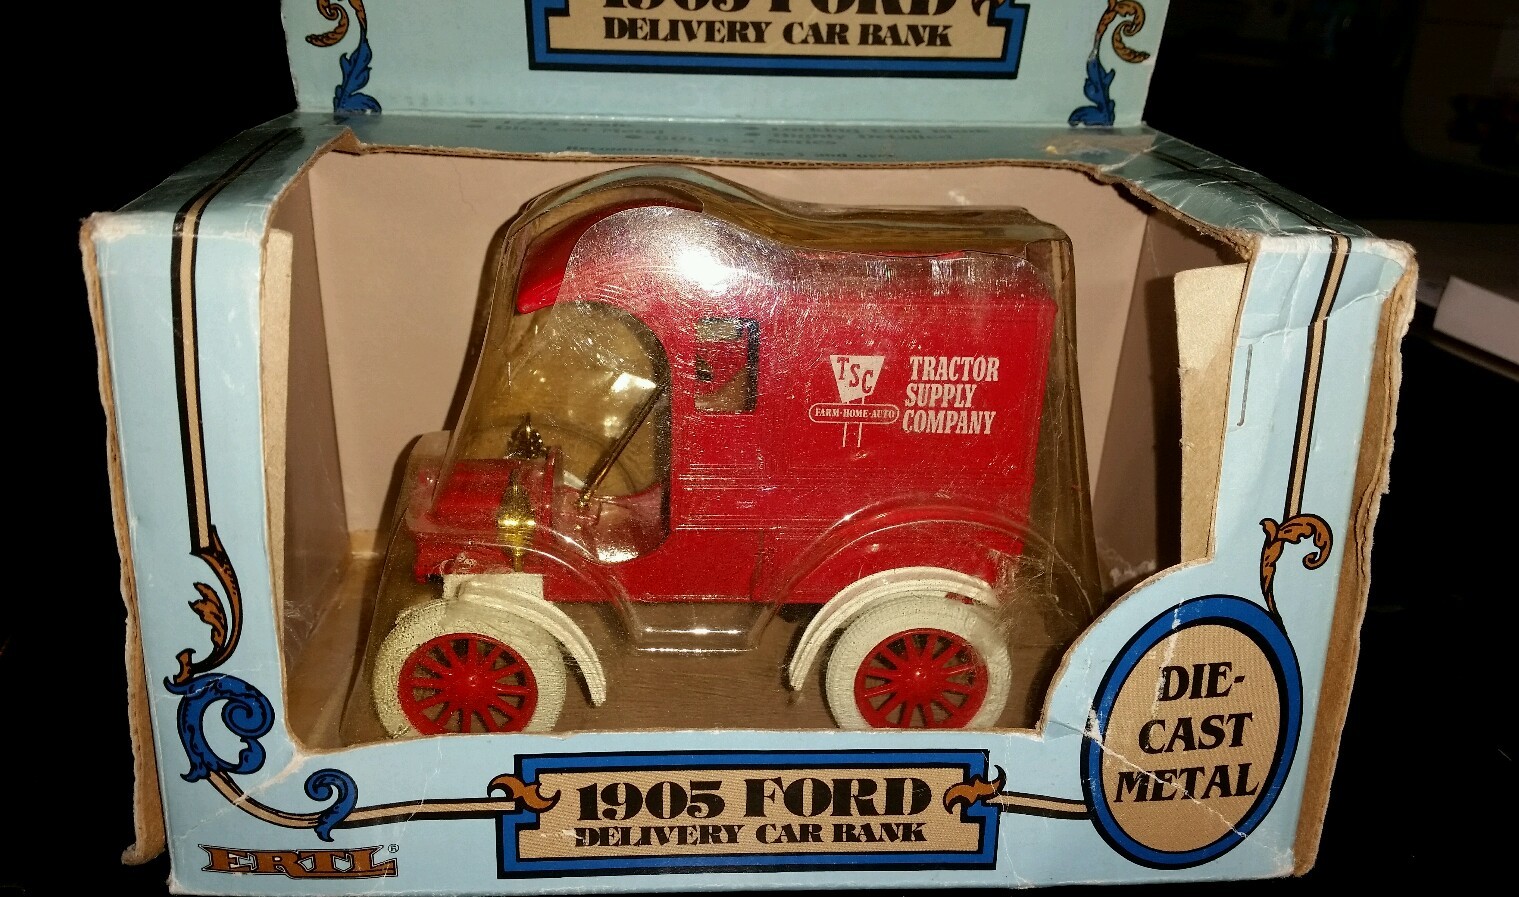 1905 FORD
DELIVERY CAR BANK
TSC
FARM·HOME·AUTO
TRACTOR
SUPPLY
COMPANY
DIE-
CAST
METAL
1905 FORD
DELIVERY CAR BANK
ERTL®